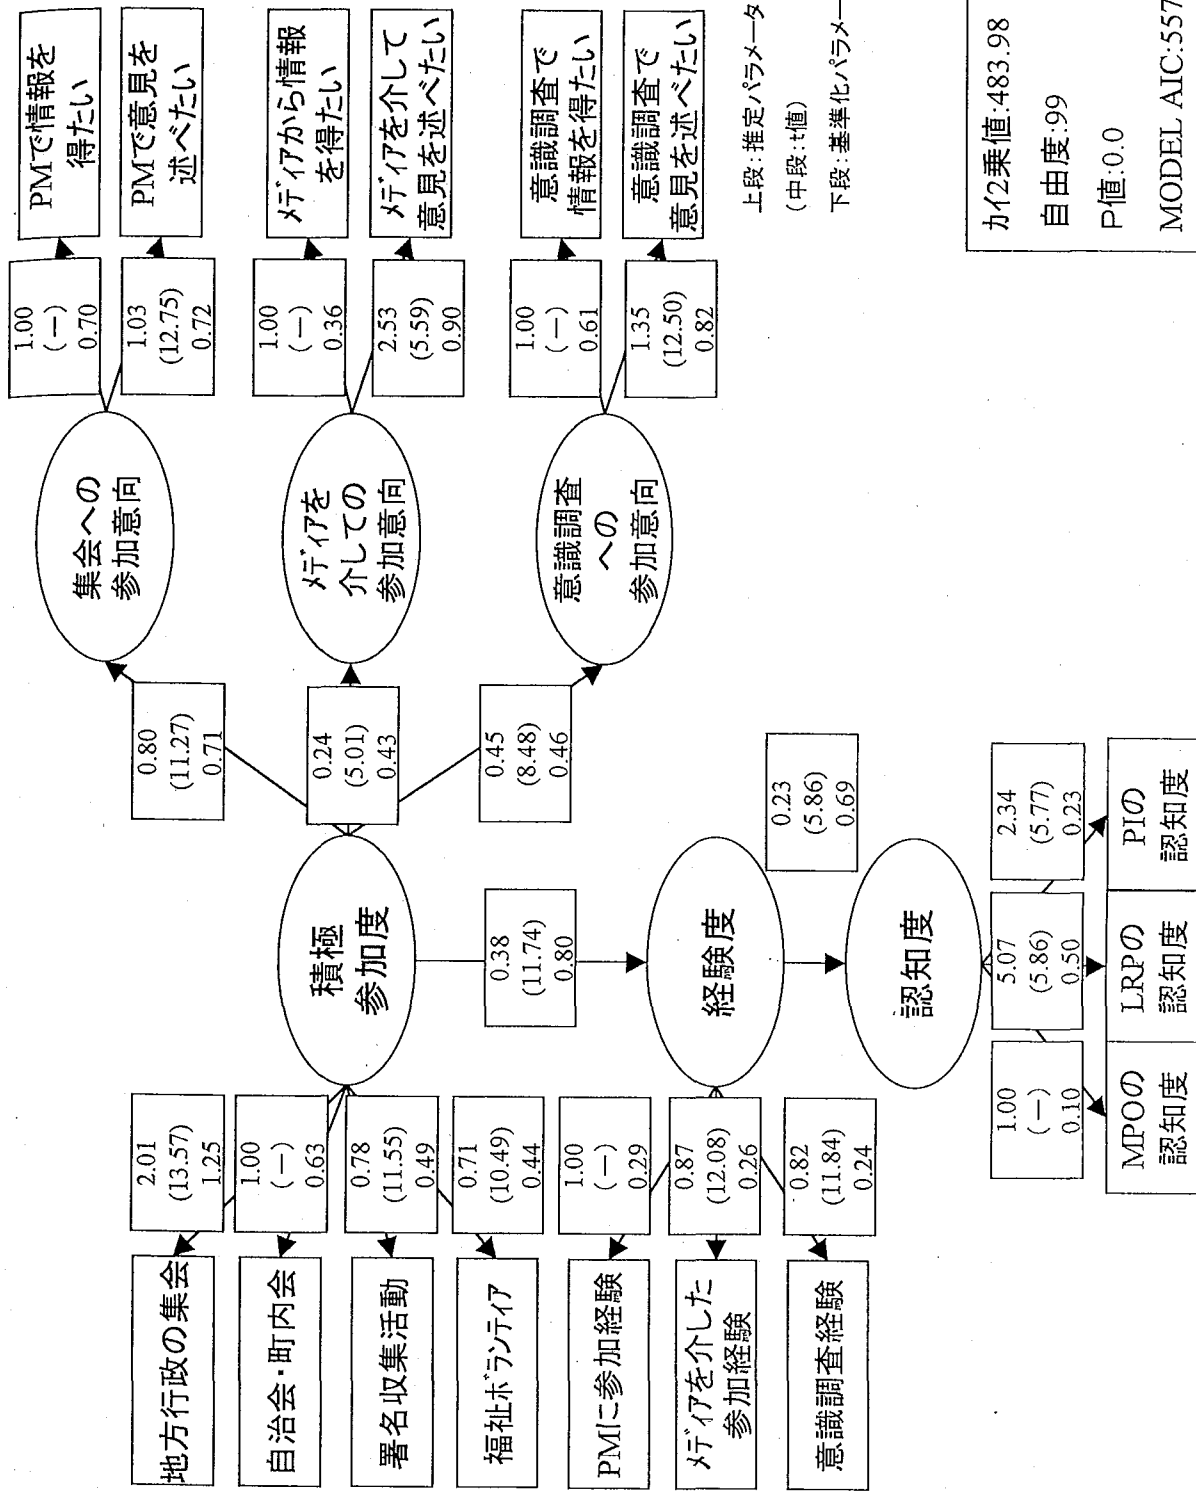 地方行政の集会
自治会・町内会
署名収集活動
福祉ボランティア
PMに参加経験
メディアを介した
参加経験
意識調査経験
2.01
(13.57)
1.25
1.00
(－)
0.63
0.78
(11.55)
0.49
0.71
(10.49)
0.44
1.00
(－)
0.29
0.87
(12.08)
0.26
0.82
(11.84)
0.24
積極
参加度
0.38
(11.74)
0.80
経験度
0.23
(5.86)
0.69
認知度
1.00
(－)
0.10
5.07
(5.86)
0.50
2.34
(5.77)
0.23
MPOの
認知度
LRPの
認知度
PIの
認知度
0.80
(11.27)
0.71
0.24
(5.01)
0.43
0.45
(8.48)
0.46
集会への
参加意向
メディアを
介しての
参加意向
意識調査
への
参加意向
1.00
(－)
0.70
1.03
(12.75)
0.72
1.00
(－)
0.36
2.53
(5.59)
0.90
1.00
(－)
0.61
1.35
(12.50)
0.82
PMで情報を
得たい
PMで意見を
述べたい
メディアから情報
を得たい
メディアを介して
意見を述べたい
意識調査で
情報を得たい
意識調査で
意見を述べたい
上段:推定パラメータ
(中段:t値)
下段:基準化パラメー
カイ2乗値:483.98
自由度:99
P値:0.0
MODEL AIC:557